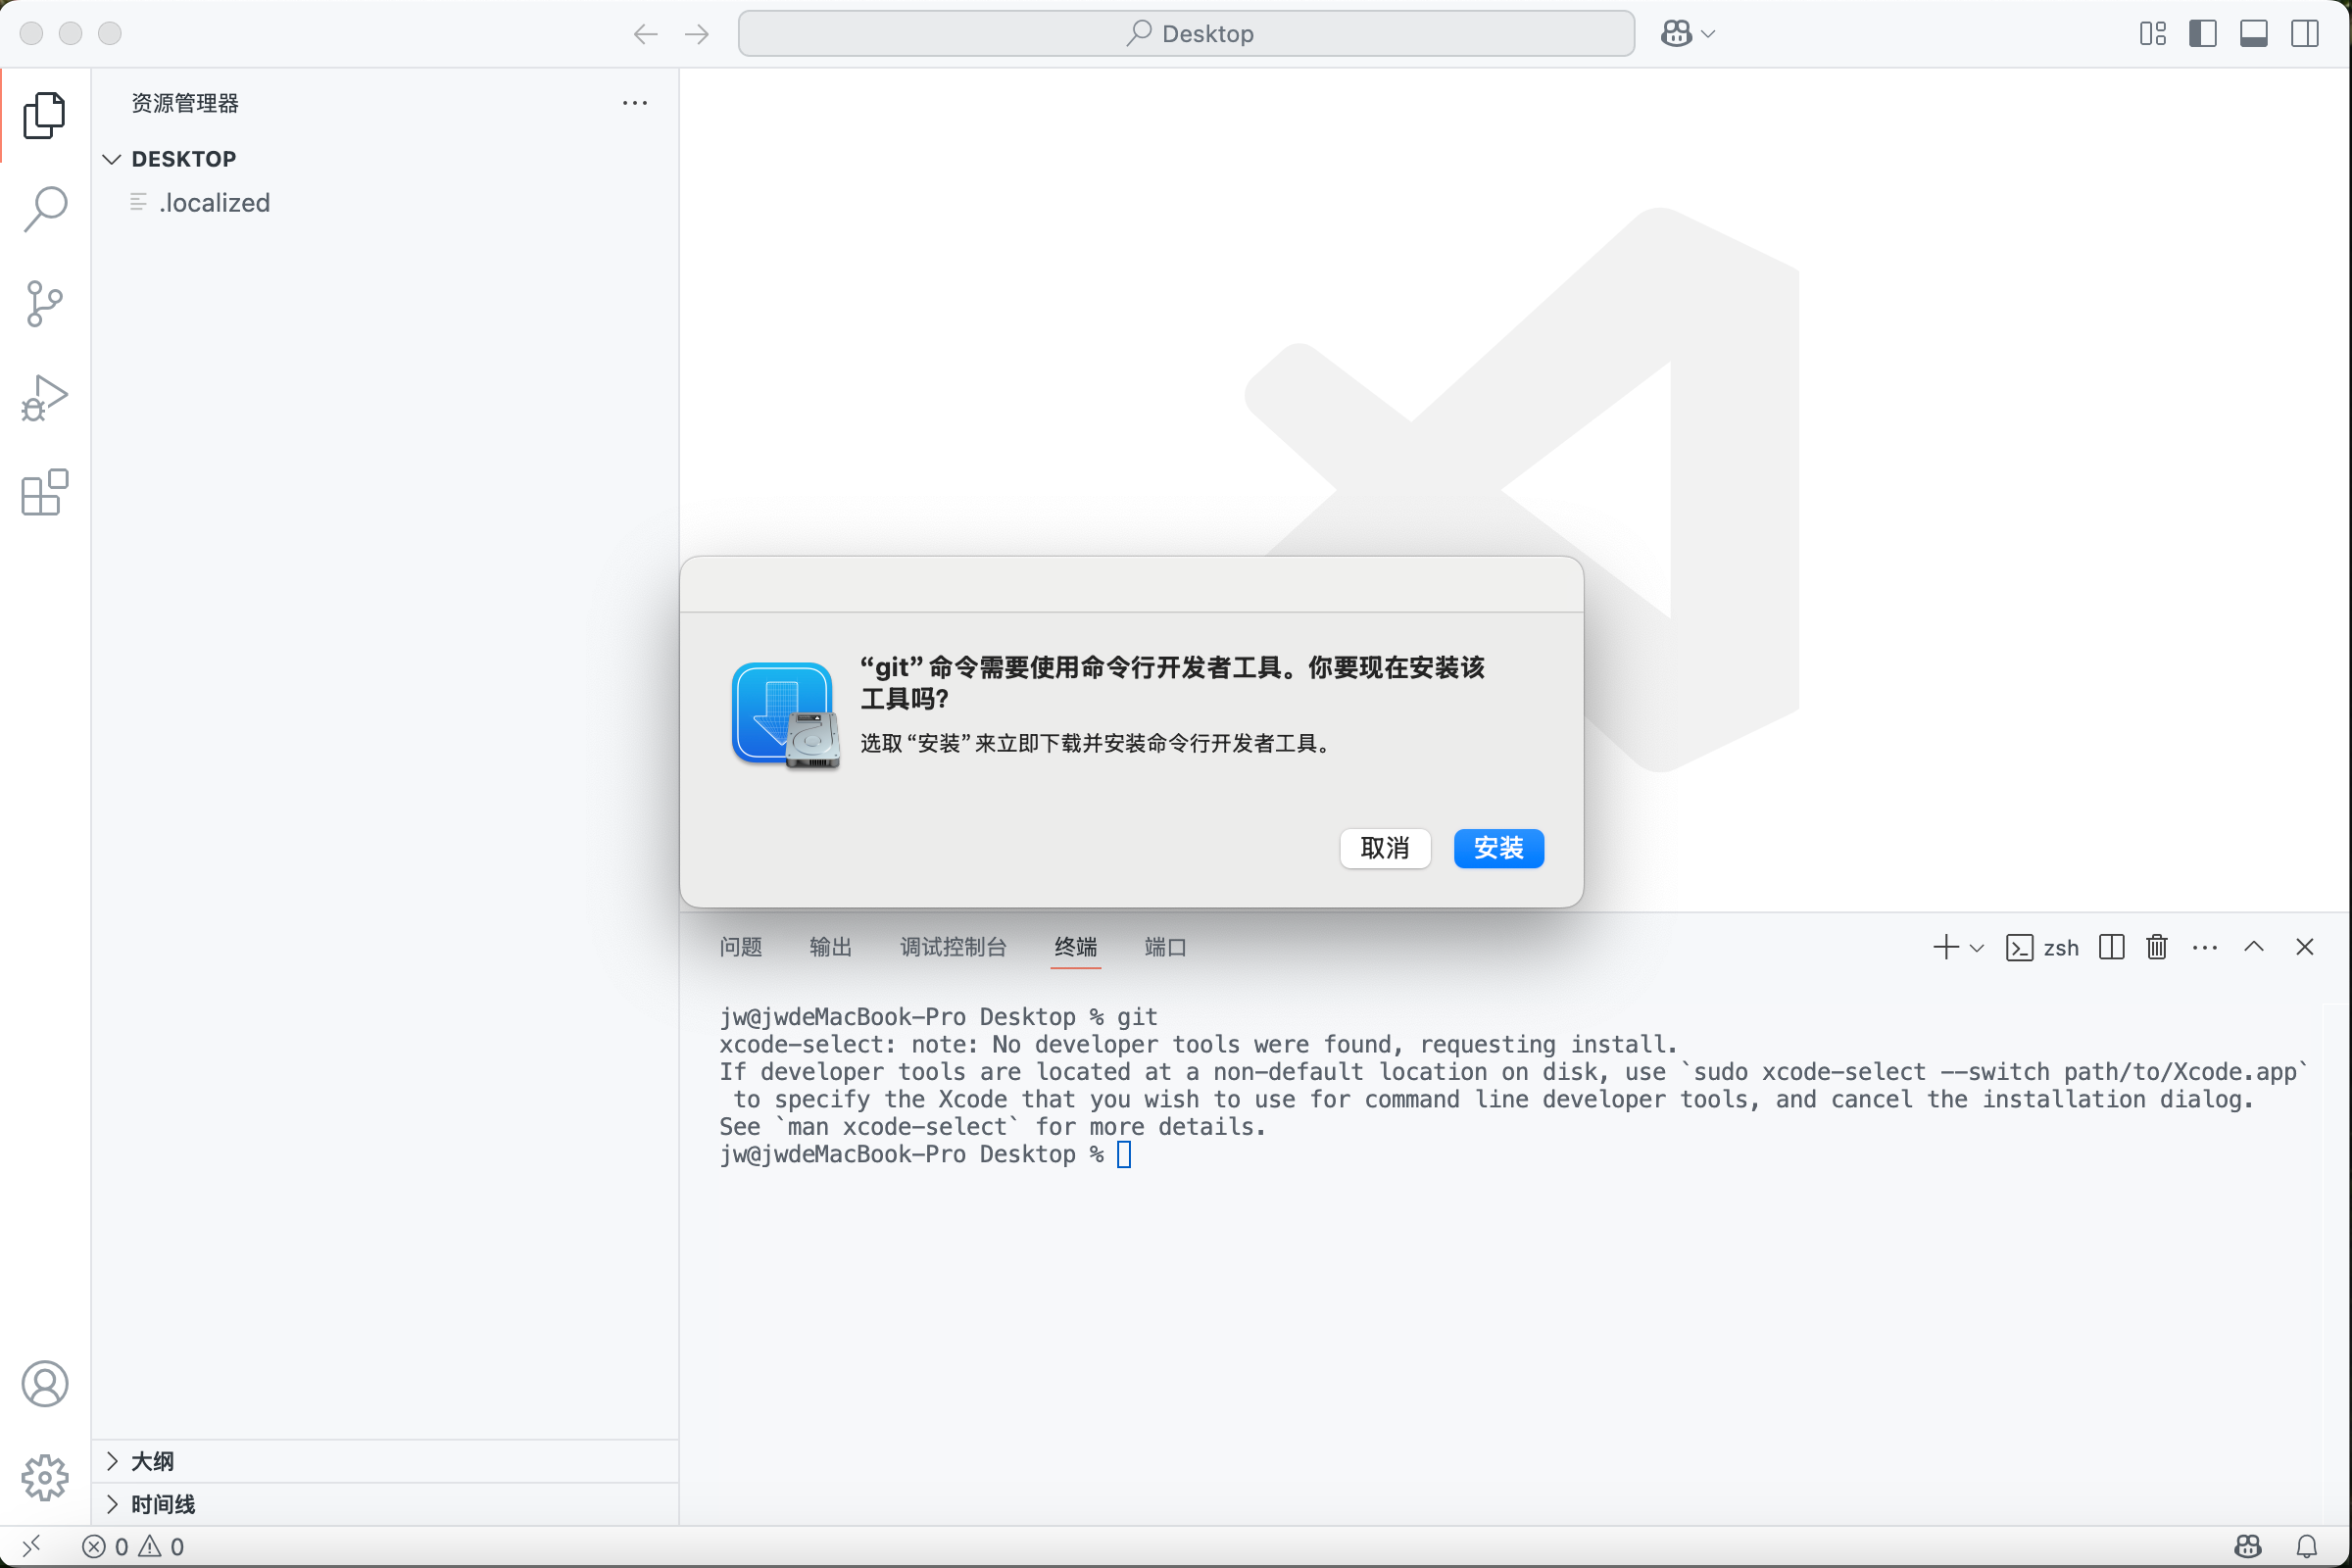 Desktop
资源管理器
DESKTOP
.localized
“git”命令需要使用命令行开发者工具。你要现在安装该
工具吗?
选取“安装”来立即下载并安装命令行开发者工具。
取消
安装
问题
输出
调试控制台
终端
端口
zsh
jw@jwdeMacBook-Pro Desktop % git
xcode-select: note: No developer tools were found, requesting install.
If developer tools are located at a non-default location on disk, use `sudo xcode-select --switch path/to/Xcode.app`
to specify the Xcode that you wish to use for command line developer tools, and cancel the installation dialog.
See `man xcode-select` for more details.
jw@jwdeMacBook-Pro Desktop %
大纲
时间线
0
0